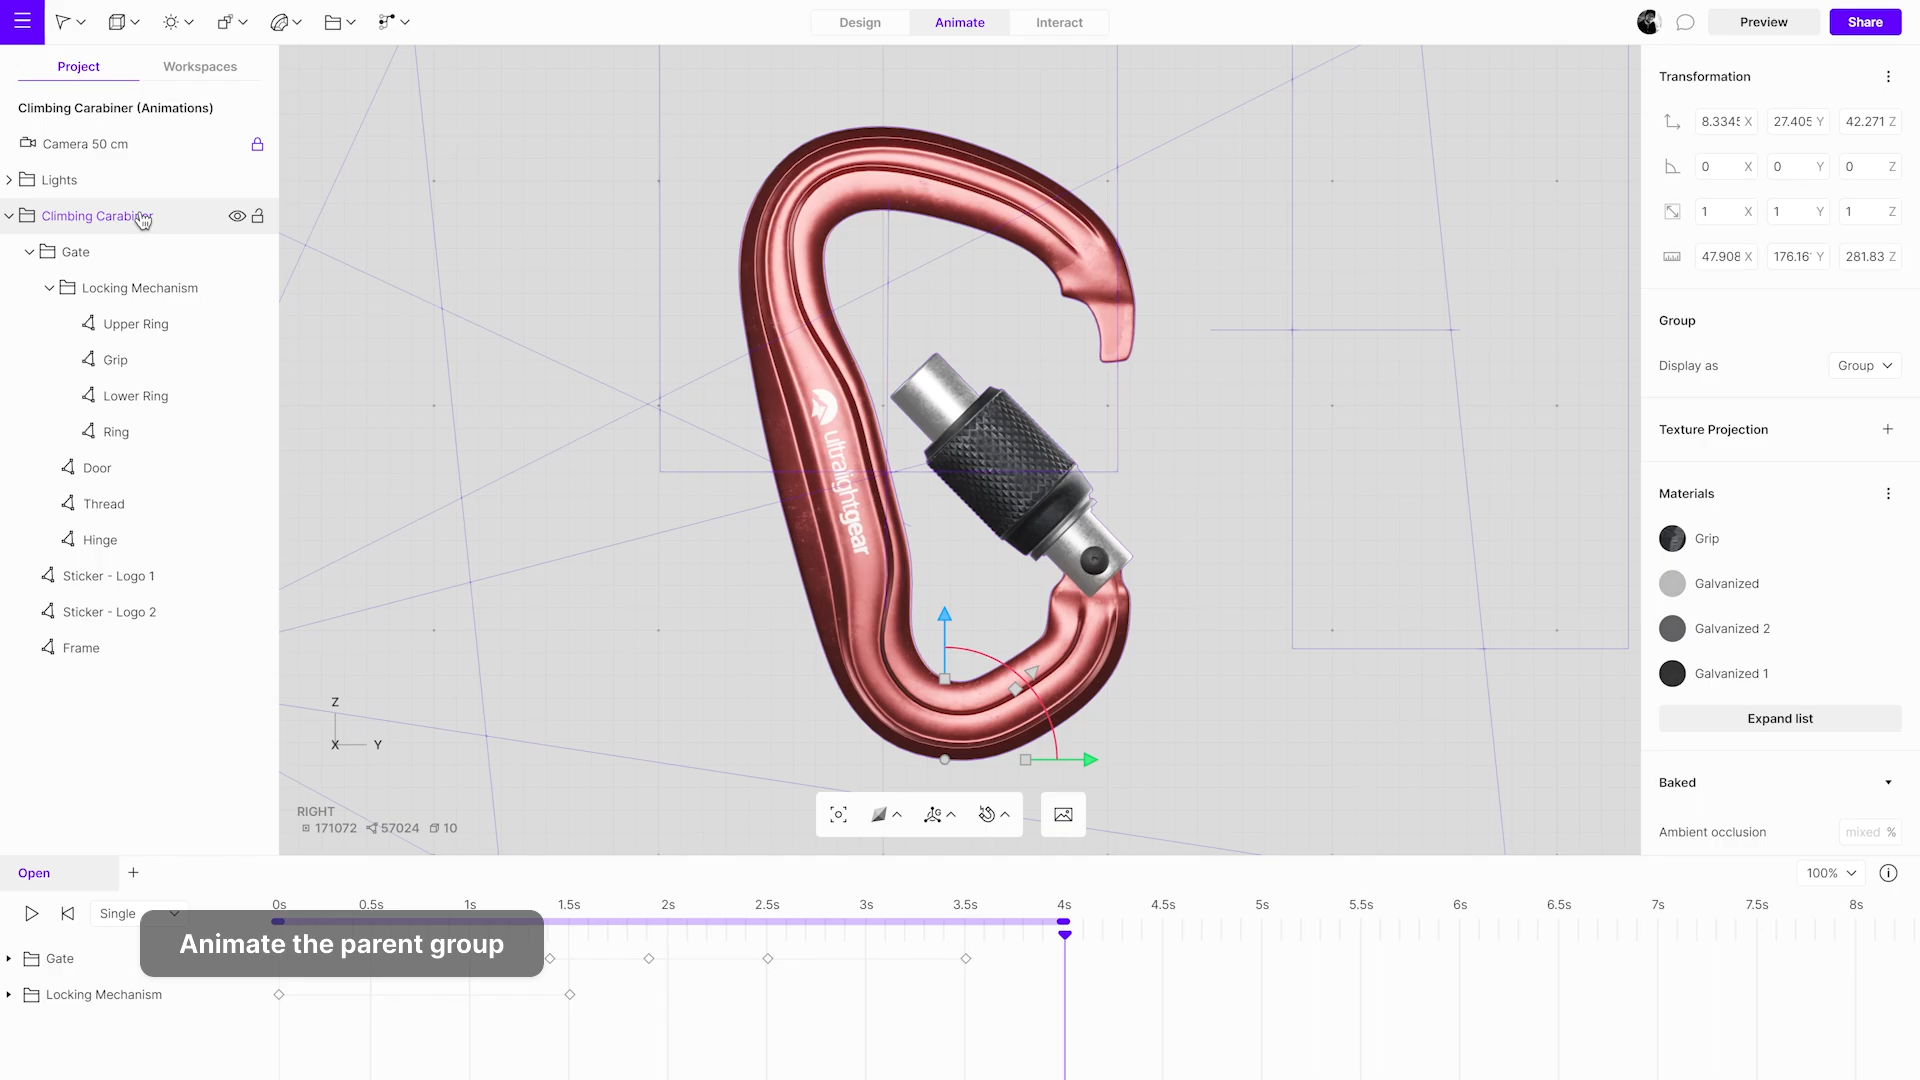 Design
Animate
Interact
Preview
Share
Project
Workspaces
Climbing Carabiner (Animations)
Camera 50 cm
Lights
Climbing Carabiner
Gate
Locking Mechanism
Upper Ring
Grip
Lower Ring
Ring
Door
Thread
Hinge
Sticker - Logo 1
Sticker - Logo 2
Frame
ultralightgear
Z
X
Y
RIGHT
171072 57024 10
Transformation
8.334 X 27.405 Y 42.271 Z
0 X 0 Y 0 Z
1 X 1 Y 1 Z
47.908 X 176.16 Y 281.83 Z
Group
Display as Group
Texture Projection
Materials
Grip
Galvanized
Galvanized 2
Galvanized 1
Expand list
Baked
Ambient occlusion mixed %
Open
100%
Single
0s 0.5s 1s 1.5s 2s 2.5s 3s 3.5s 4s 4.5s 5s 5.5s 6s 6.5s 7s 7.5s 8s
Animate the parent group
Gate
Locking Mechanism